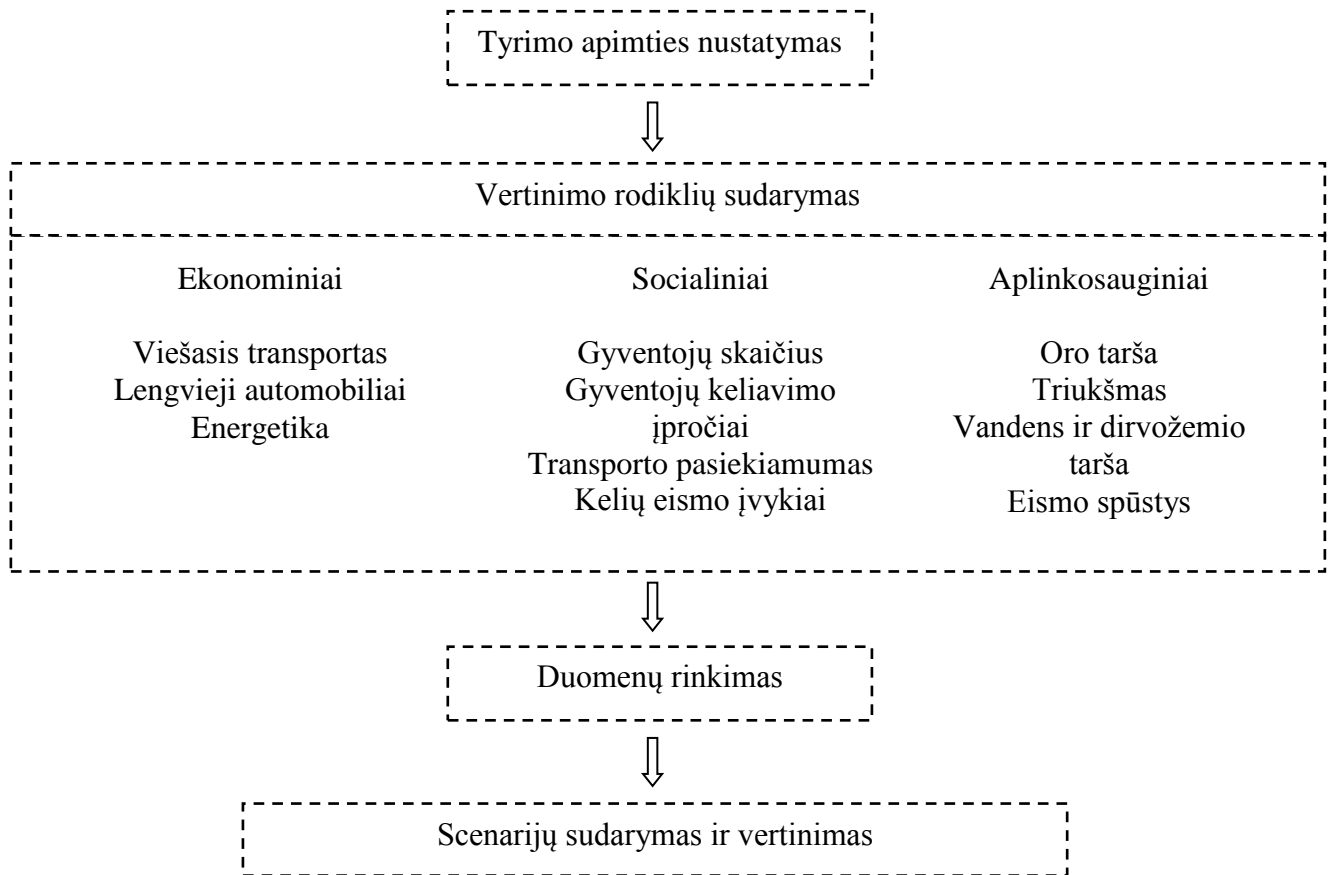 Tyrimo apimties nustatymas
Vertinimo rodiklių sudarymas
Ekonominiai
Viešasis transportas
Lengvieji automobiliai
Energetika
Socialiniai
Gyventojų skaičius
Gyventojų keliavimo
įpročiai
Transporto pasiekiamumas
Kelių eismo įvykiai
Aplinkosauginiai
Oro tarša
Triukšmas
Vandens ir dirvožemio
tarša
Eismo spūstys
Duomenų rinkimas
Scenarijų sudarymas ir vertinimas